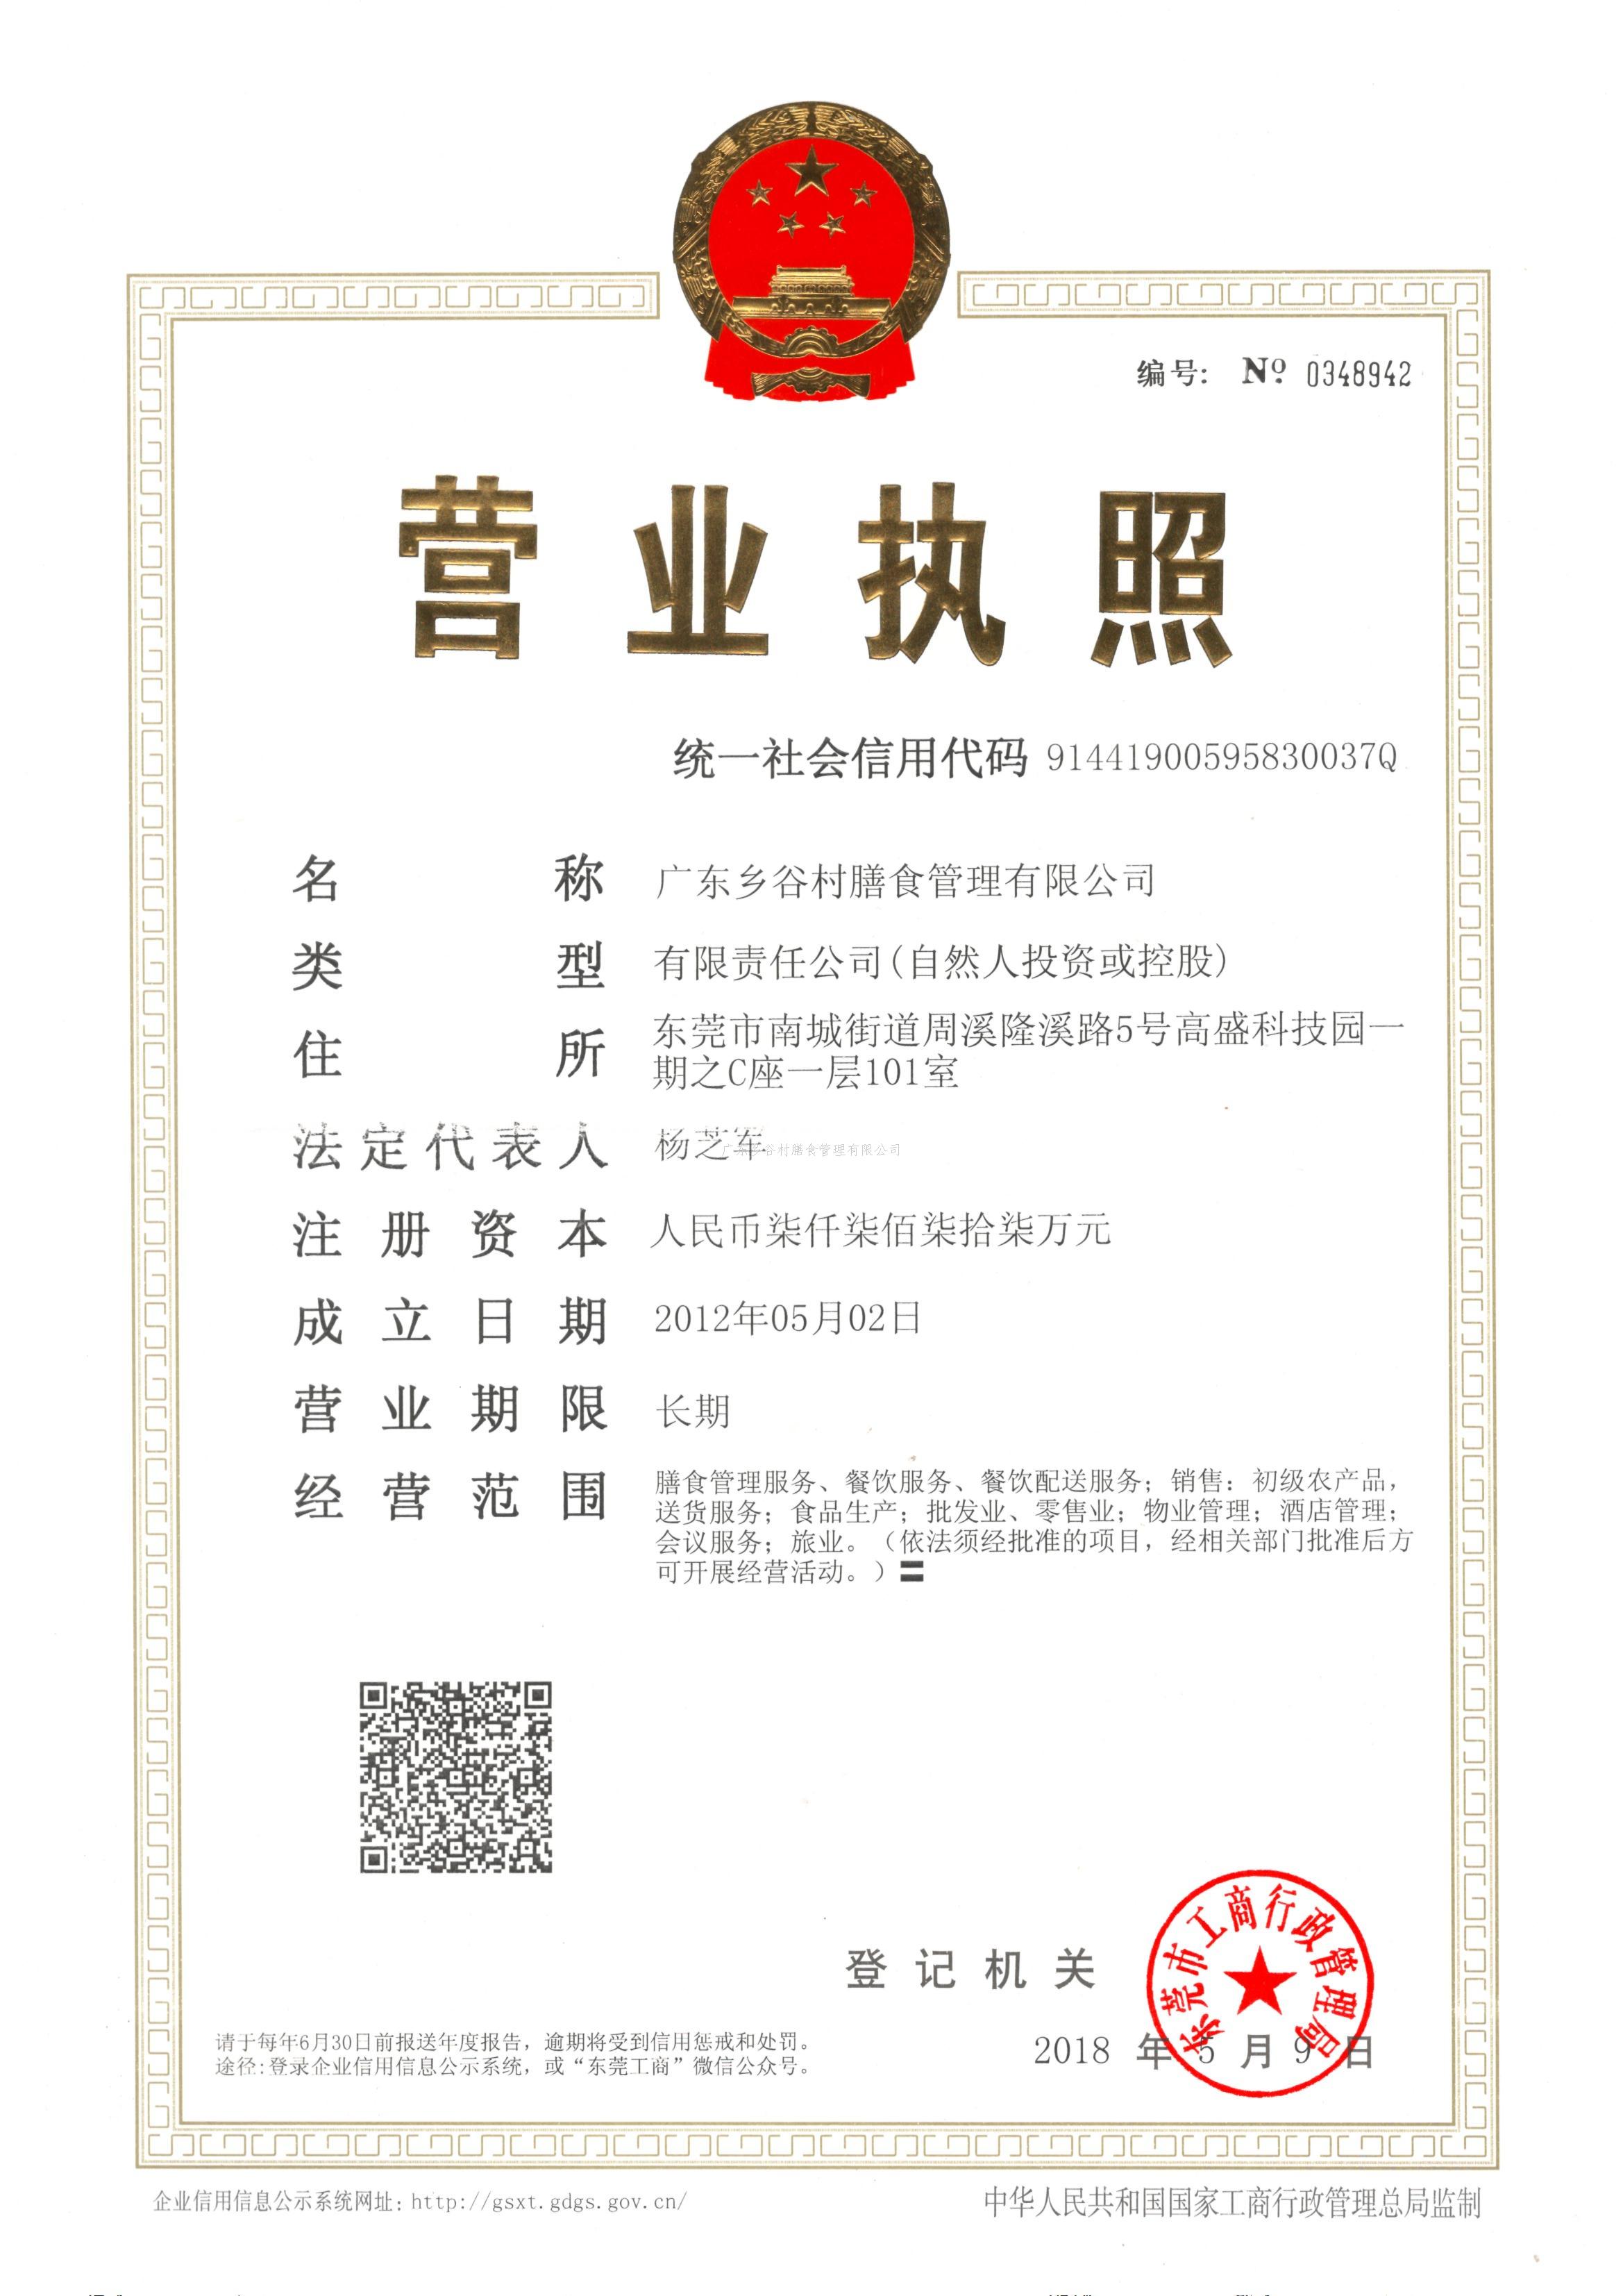 编号: № 0348942
营业执照
统一社会信用代码 91441900595830037Q
名称 广东乡谷村膳食管理有限公司
类型 有限责任公司(自然人投资或控股)
住所 东莞市南城街道周溪隆溪路5号高盛科技园一
期之C座一层101室
法定代表人 杨芝军
广东乡谷村膳食管理有限公司
注册资本 人民币柒仟柒佰柒拾柒万元
成立日期 2012年05月02日
营业期限 长期
经营范围 膳食管理服务、餐饮服务、餐饮配送服务；销售：初级农产品，
送货服务；食品生产；批发业、零售业；物业管理；酒店管理；
会议服务；旅业。（依法须经批准的项目，经相关部门批准后方
可开展经营活动。）〓
登记机关
东莞市工商行政管理局
2018 年 5 月 9 日
请于每年6月30日前报送年度报告，逾期将受到信用惩戒和处罚。
途径:登录企业信用信息公示系统，或“东莞工商”微信公众号。
企业信用信息公示系统网址：http://gsxt.gdgs.gov.cn/
中华人民共和国国家工商行政管理总局监制